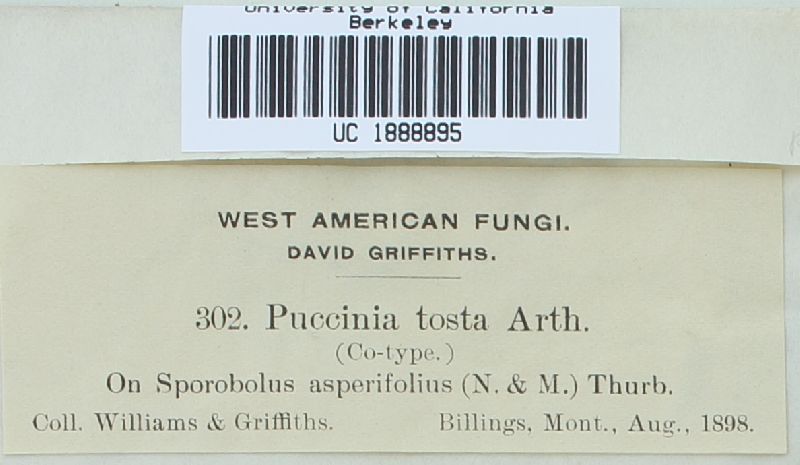 University of California
Berkeley
UC 1888895
WEST AMERICAN FUNGI.
DAVID GRIFFITHS.
302. Puccinia tosta Arth.
(Co-type.)
On Sporobolus asperifolius (N. & M.) Thurb.
Coll. Williams & Griffiths. Billings, Mont., Aug., 1898.